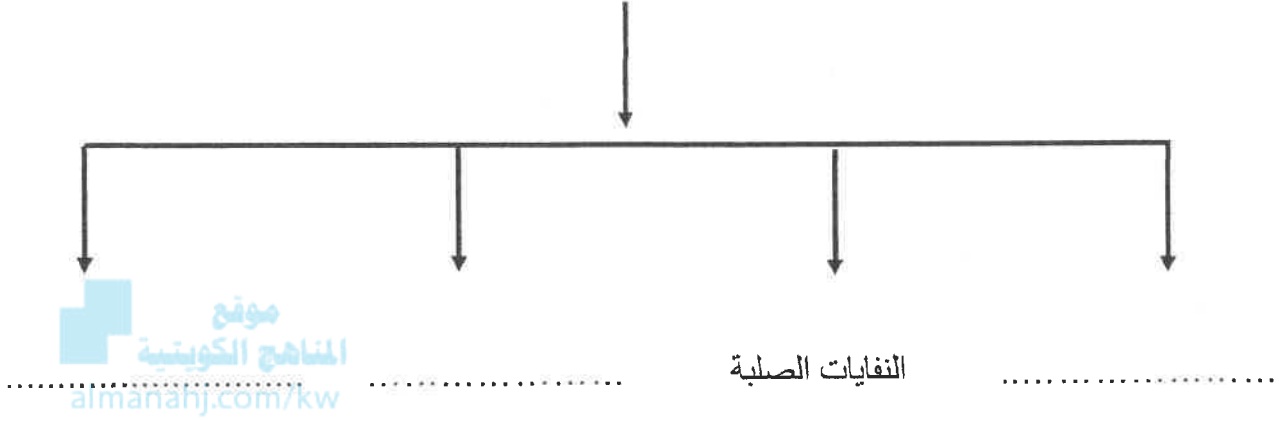 موقع
المناهج الكويتية
almanahj.com/kw
النفايات الصلبة